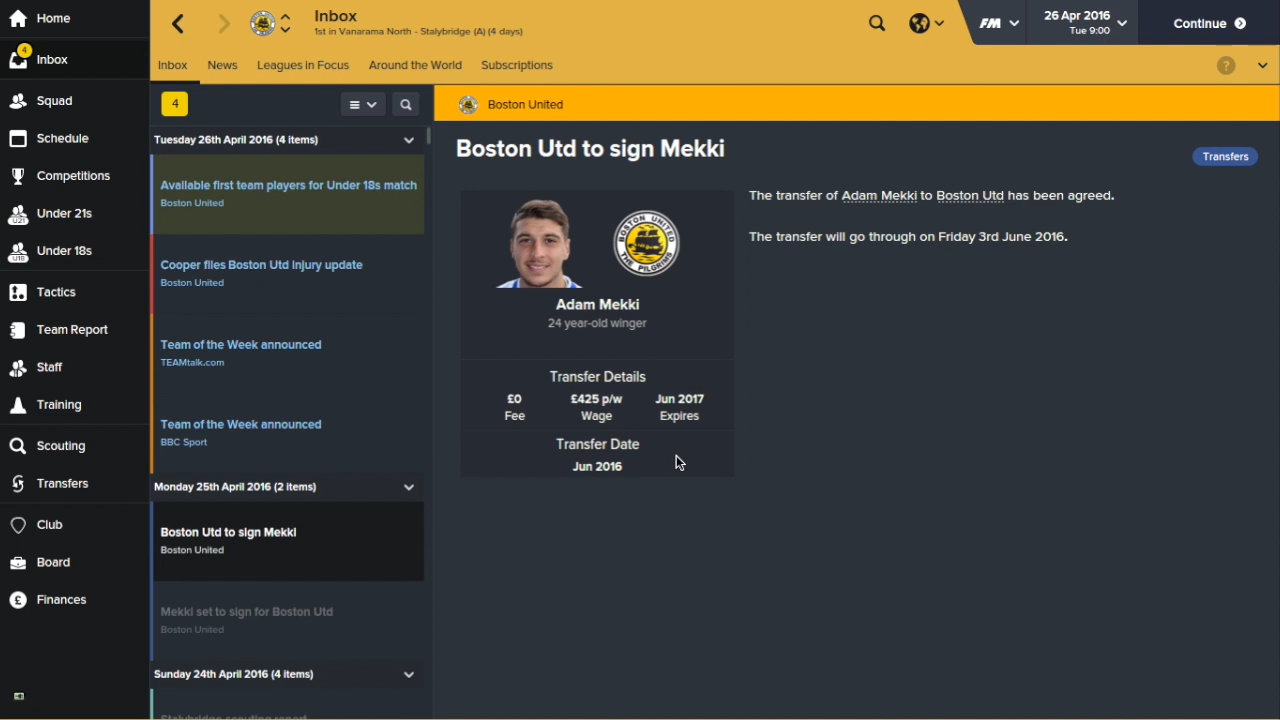 Home
4
Inbox
Squad
Schedule
Competitions
U21
Under 21s
U18
Under 18s
Tactics
Team Report
Staff
Training
Scouting
Transfers
Club
Board
£
Finances
Inbox
1st in Vanarama North - Stalybridge (A) (4 days)
FM
26 Apr 2016
Tue 9:00
Continue
Inbox
News
Leagues in Focus
Around the World
Subscriptions
?
4
Tuesday 26th April 2016 (4 items)
Available first team players for Under 18s match
Boston United
Cooper files Boston Utd injury update
Boston United
Team of the Week announced
TEAMtalk.com
Team of the Week announced
BBC Sport
Monday 25th April 2016 (2 items)
Boston Utd to sign Mekki
Boston United
Mekki set to sign for Boston Utd
Boston United
Sunday 24th April 2016 (4 items)
Stalybridge scouting report
Boston United
Boston Utd to sign Mekki
Transfers
BOSTON UNITED
THE PILGRIMS
Adam Mekki
24 year-old winger
Transfer Details
£0 £425 p/w Jun 2017
Fee Wage Expires
Transfer Date
Jun 2016
The transfer of Adam Mekki to Boston Utd has been agreed.
The transfer will go through on Friday 3rd June 2016.